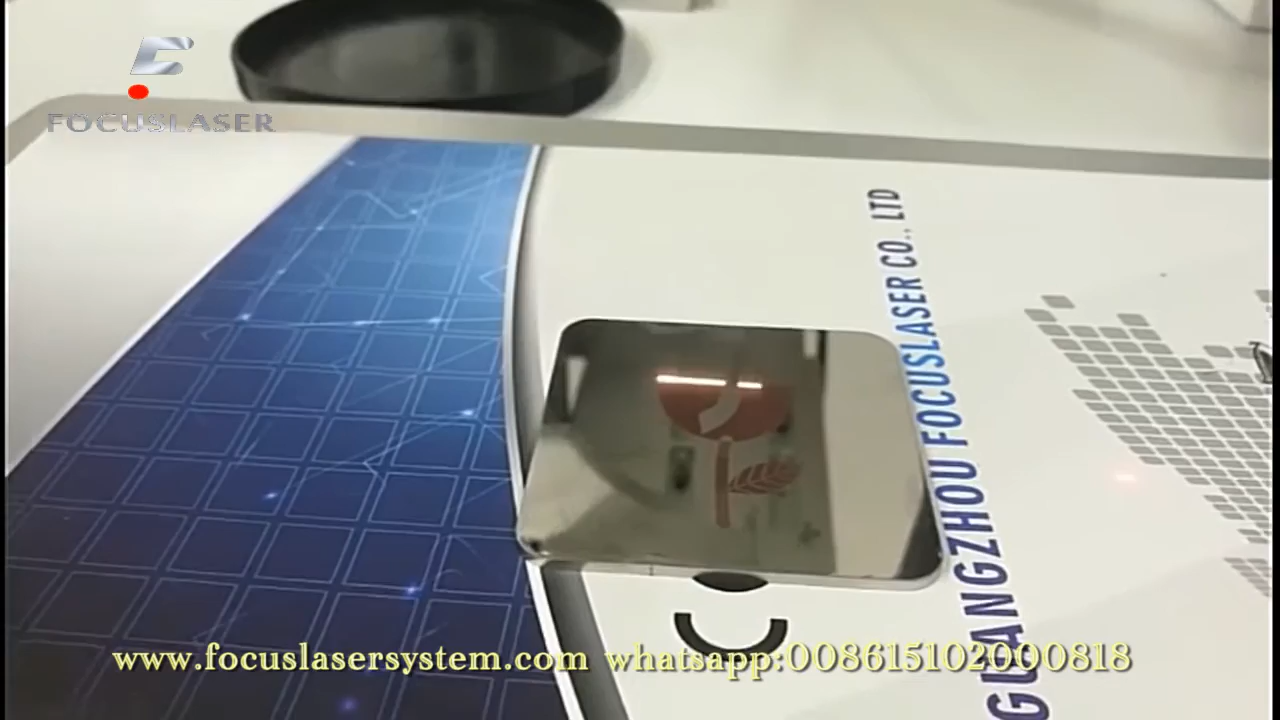 FOCUSLASER
GUANGZHOU FOCUSLASER CO., LTD
www.focuslasersystem.com whatsapp:008615102000818